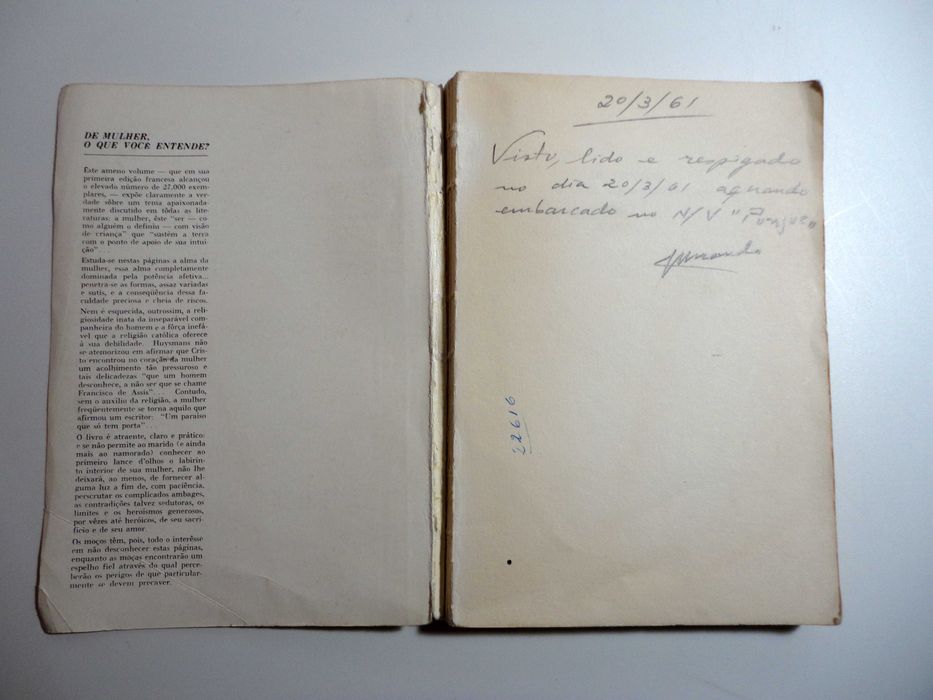 DE MULHER,
O QUE VOCÊ ENTENDE?
Êste ameno volume — que em sua
primeira edição francesa alcançou
o elevado número de 27.000 exem-
plares, — expõe claramente a ver-
dade sôbre um tema apaixonada-
mente discutido em tôdas as lite-
raturas: a mulher, êste "ser — co-
mo alguém o definiu — com visão
de criança" que "sustém a terra
com o ponto de apoio de sua intui-
ção"...
Estuda-se nestas páginas a alma da
mulher, essa alma completamente
dominada pela potência afetiva...
penetra-se as formas, assaz variadas
e sutis, e a conseqüência dessa fa-
culdade preciosa e cheia de riscos.
Nem é esquecida, outrossim, a reli-
giosidade inata da inseparável com-
panheira do homem e a fôrça inefá-
vel que a religião católica oferece
à sua debilidade. Huysmans não
se atemorizou em afirmar que Cris-
to encontrou no coração da mulher
um acolhimento tão pressuroso e
tais delicadezas "que um homem
desconhece, a não ser que se chame
Francisco de Assis"... Contudo,
sem o auxílio da religião, a mulher
freqüentemente se torna aquilo que
afirmou um escritor: "Um paraíso
que só tem porta"...
O livro é atraente, claro e prático:
e se não permite ao marido (e ainda
mais ao namorado) conhecer ao
primeiro lance d'olhos o labirin-
to interior de sua mulher, não lhe
deixará, ao menos, de fornecer al-
guma luz a fim de, com paciência,
perscrutar os complicados ambages,
as contradições talvez sedutoras, os
limites e os heroísmos generosos,
por vêzes até heróicos, de seu sacri-
fício e de seu amor.
Os moços têm, pois, todo o interêsse
em não desconhecer estas páginas,
enquanto as moças encontrarão um
espelho fiel através do qual perce-
berão os perigos de que particular-
mente se devem precaver.
20/3/61
Visto, lido e respigado
no dia 20/3/61 aquando
embarcado no N/V
22616